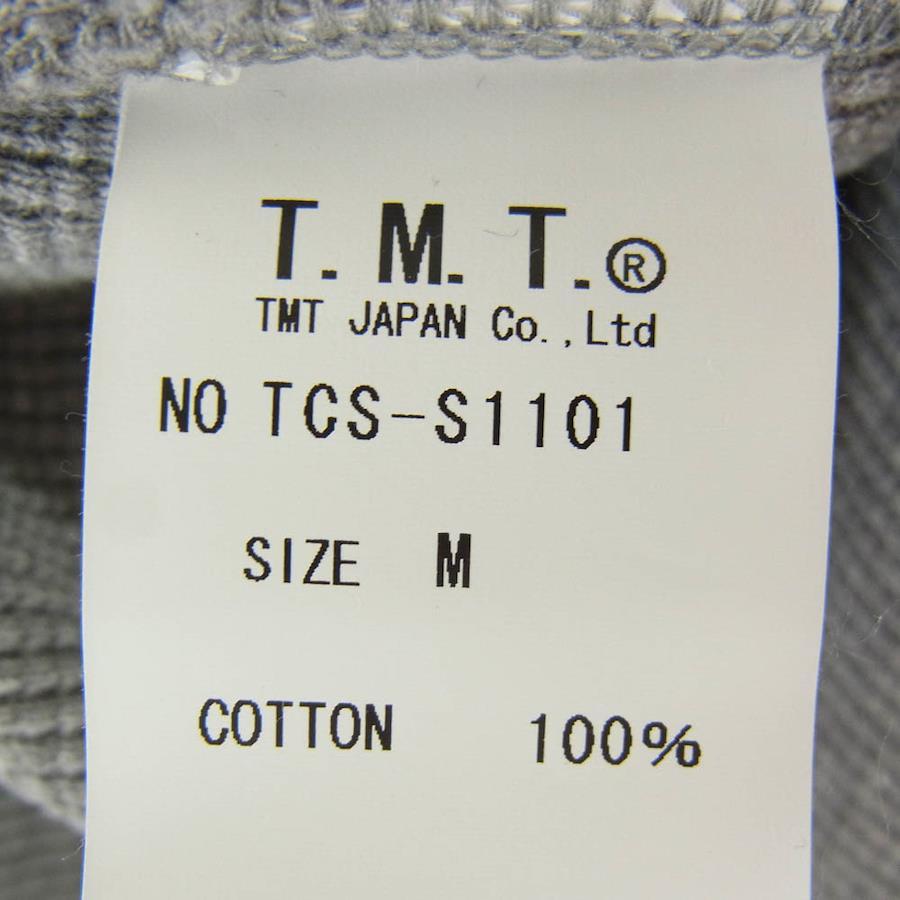 T.M.T.®
TMT JAPAN Co.,Ltd
NO TCS-S1101
SIZE M
COTTON 100%